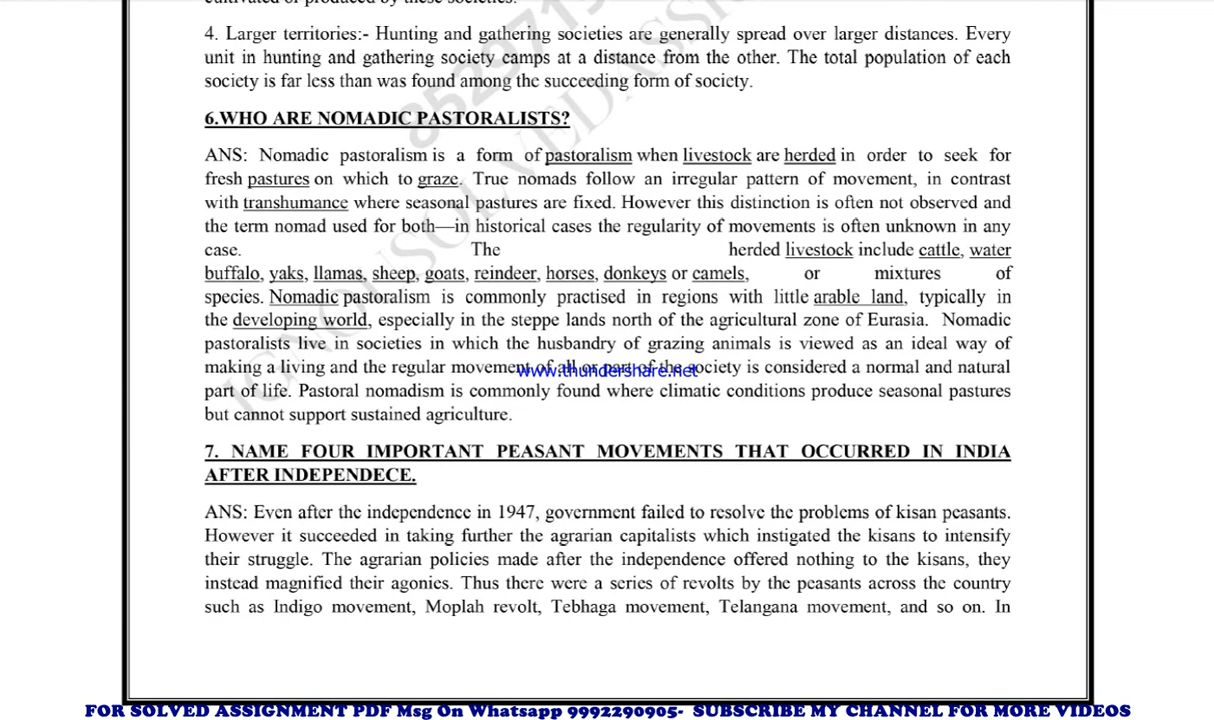 4. Larger territories:- Hunting and gathering societies are generally spread over larger distances. Every
unit in hunting and gathering society camps at a distance from the other. The total population of each
society is far less than was found among the succeeding form of society.
6.WHO ARE NOMADIC PASTORALISTS?
ANS: Nomadic pastoralism is a form of pastoralism when livestock are herded in order to seek for
fresh pastures on which to graze. True nomads follow an irregular pattern of movement, in contrast
with transhumance where seasonal pastures are fixed. However this distinction is often not observed and
the term nomad used for both—in historical cases the regularity of movements is often unknown in any
case. The herded livestock include cattle, water
buffalo, yaks, llamas, sheep, goats, reindeer, horses, donkeys or camels, or mixtures of
species. Nomadic pastoralism is commonly practised in regions with little arable land, typically in
the developing world, especially in the steppe lands north of the agricultural zone of Eurasia. Nomadic
pastoralists live in societies in which the husbandry of grazing animals is viewed as an ideal way of
making a living and the regular movement of all or part of the society is considered a normal and natural
www.thundershare.net
part of life. Pastoral nomadism is commonly found where climatic conditions produce seasonal pastures
but cannot support sustained agriculture.
7. NAME FOUR IMPORTANT PEASANT MOVEMENTS THAT OCCURRED IN INDIA
AFTER INDEPENDECE.
ANS: Even after the independence in 1947, government failed to resolve the problems of kisan peasants.
However it succeeded in taking further the agrarian capitalists which instigated the kisans to intensify
their struggle. The agrarian policies made after the independence offered nothing to the kisans, they
instead magnified their agonies. Thus there were a series of revolts by the peasants across the country
such as Indigo movement, Moplah revolt, Tebhaga movement, Telangana movement, and so on. In
FOR SOLVED ASSIGNMENT PDF Msg On Whatsapp 9992290905- SUBSCRIBE MY CHANNEL FOR MORE VIDEOS